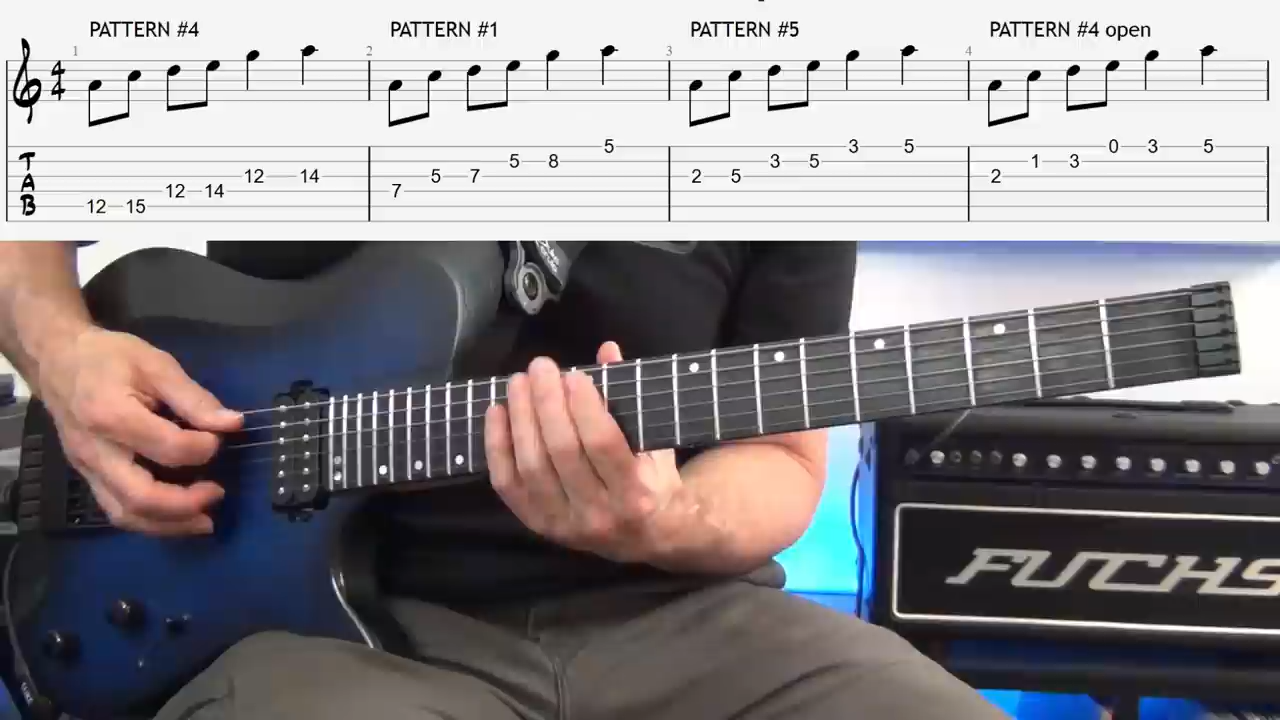 PATTERN #4 PATTERN #1 PATTERN #5 PATTERN #4 open
1 2 3 4
4
4
T
A
B
5 0 3 5
5 8 3 5 1 3
3 5
12 14 5 7 2 5 2
12 14 7
12 15
FUCHS